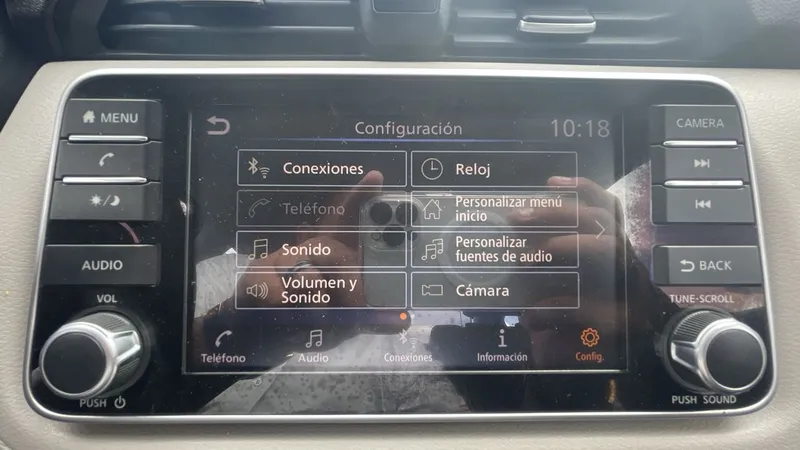 MENU
AUDIO
VOL
PUSH
Configuración
10:18
Conexiones
Reloj
Teléfono
Personalizar menú
inicio
Sonido
Personalizar
fuentes de audio
Volumen y
Sonido
Cámara
Teléfono
Audio
Conexiones
Información
Config.
CAMERA
BACK
TUNE-SCROLL
PUSH SOUND